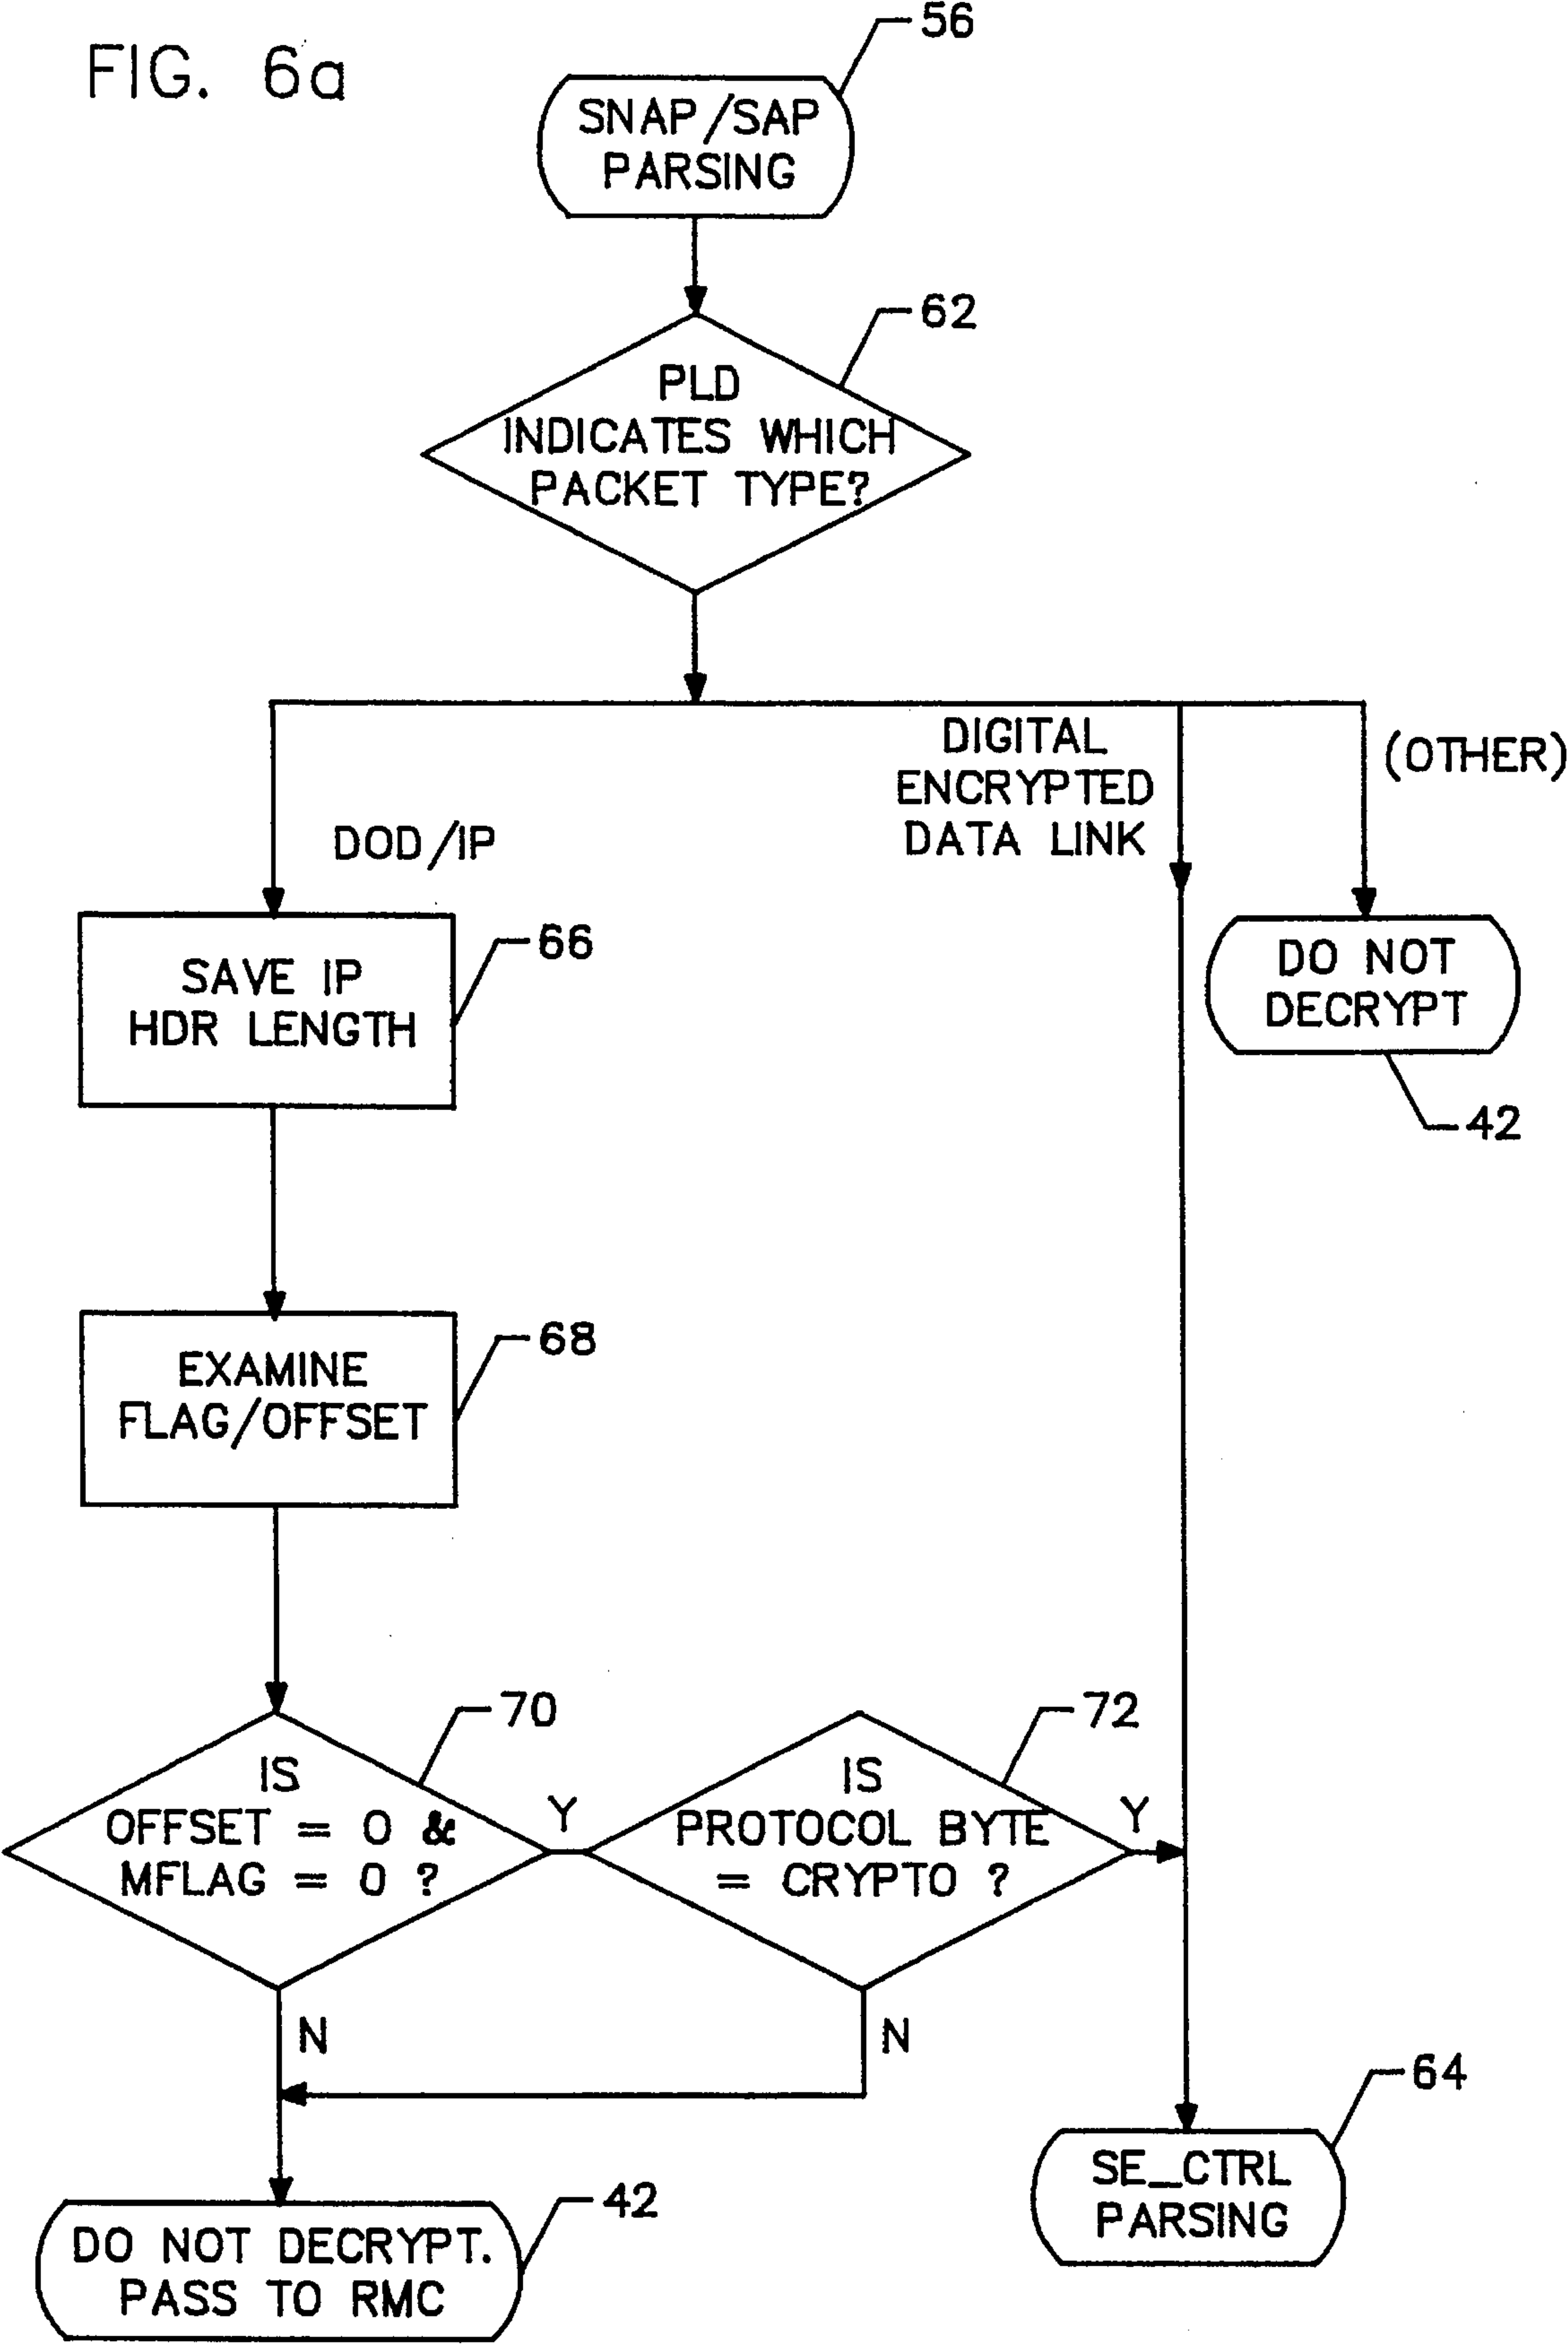 FIG. 6a
56
SNAP/SAP
PARSING
62
PLD
INDICATES WHICH
PACKET TYPE?
DIGITAL
ENCRYPTED
DATA LINK
(OTHER)
DOD/IP
66
SAVE IP
HDR LENGTH
DO NOT
DECRYPT
42
68
EXAMINE
FLAG/OFFSET
70
IS
OFFSET = 0 &
MFLAG = 0 ?
Y
72
IS
PROTOCOL BYTE
= CRYPTO ?
Y
N
N
64
SE_CTRL
PARSING
42
DO NOT DECRYPT.
PASS TO RMC